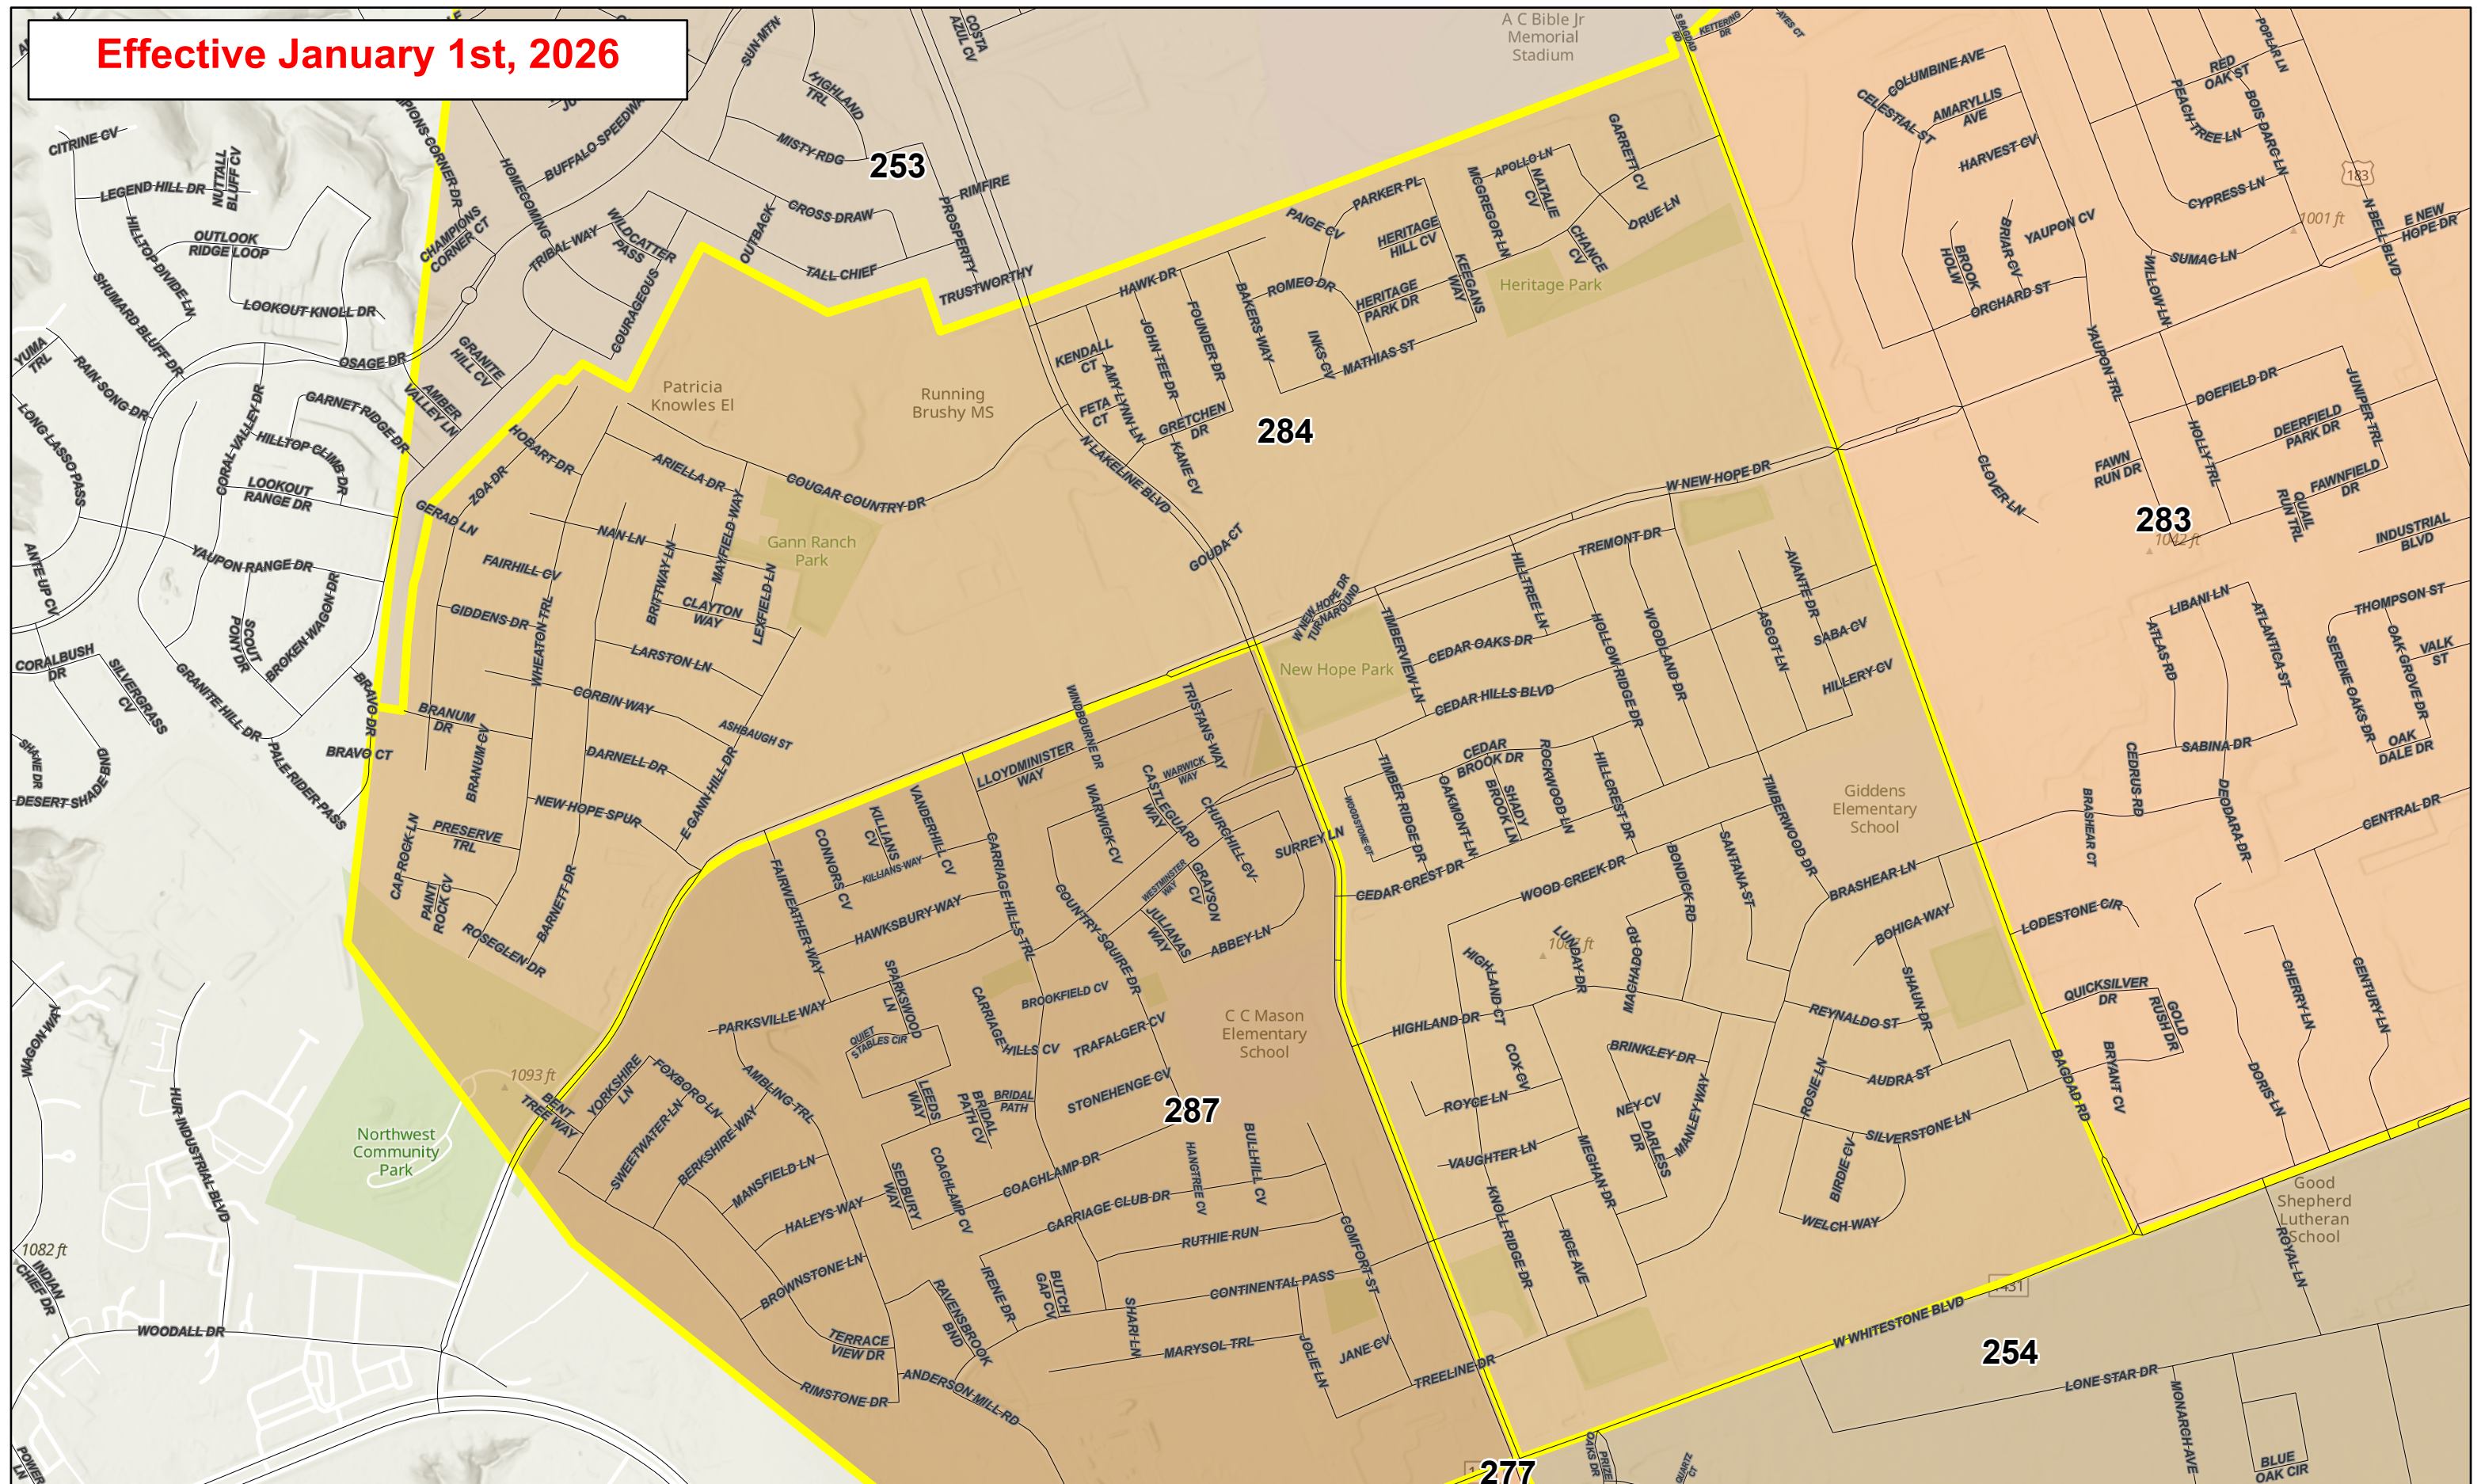 Effective January 1st, 2026
A C Bible Jr
Memorial
Stadium
COSTA
AZUL CV
SUN-MTN
HIGHLAND
TRL
BUFFALO SPEEDWAY
MISTY-RDG
253
HOMECOMING
RIMFIRE
PROSPERITY
CROSS-DRAW
OUTBACK
TALL-CHIEF
TRUSTWORTHY
TRIBAL-WAY
WILDCATTER
PASS
COURAGEOUS
CHAMPIONS
CORNER CT
CITRINE CV
LEGEND HILL DR
NUTTALL
BLUFF CV
HILLTOP DIVIDE LN
OUTLOOK
RIDGE LOOP
SHUMARD BLUFF DR
LOOKOUT-KNOLL DR
YUMA
TRL
RAIN-SONG DR
OSAGE DR
GRANITE
HILL CV
AMBER
VALLEY LN
LONG LASSO PASS
CORAL VALLEY DR
GARNET RIDGE DR
HILLTOP CLIMB DR
LOOKOUT
RANGE DR
YAUPON RANGE DR
ANTE UP CV
SCOUT
PONY DR
BROKEN WAGON DR
CORALBUSH
DR
SILVERGRASS
CV
GRANITE HILL DR
BRAVO DR
BRAVO CT
PALE RIDER PASS
SHANE DR
DESERT SHADE BND
Patricia
Knowles El
Running
Brushy MS
HOBART DR
ZOA DR
GERAD LN
ARIELLA DR
COUGAR COUNTRY DR
NAN LN
MAYFIELD WAY
Gann Ranch
Park
FAIRHILL CV
BRITTWAY LN
CLAYTON
WAY
LEXFIELD LN
GIDDENS DR
WHEATON TRL
LARSTON LN
CORBIN WAY
ASHBAUGH ST
BRANUM
DR
BRANUM CV
DARNELL DR
NEW HOPE SPUR
E GANN HILL DR
CAP ROCK LN
PRESERVE
TRL
PAINT
ROCK CV
BARNETT DR
ROSEGLEN DR
PAIGE CV
PARKER PL
HERITAGE
HILL CV
MCGREGOR LN
APOLLO LN
NATALIE
CV
GARRETT CV
DRUE LN
CHANCE
CV
Heritage Park
HAWK DR
ROMEO DR
HERITAGE
PARK DR
KEEGANS
WAY
BAKERS WAY
INKS CV
MATHIAS ST
FOUNDER DR
JOHN TEE DR
KENDALL
CT
AMY LYNN LN
FETA
CT
GRETCHEN
DR
KANE CV
284
N LAKELINE BLVD
GOUDA CT
W NEW HOPE DR
W NEW HOPE DR
TURNAROUND
New Hope Park
TREMONT DR
HILLTREE LN
TIMBERVIEW LN
CEDAR OAKS DR
HOLLOW RIDGE DR
WOODLAND DR
ASCOT LN
AVANTE DR
SABA CV
HILLERY CV
CEDAR HILLS BLVD
CEDAR
BROOK DR
TIMBER RIDGE DR
WOODSTONE CT
OAKMONT LN
SHADY
BROOK LN
ROCKWOOD LN
HILLCREST DR
TIMBERWOOD DR
Giddens
Elementary
School
CEDAR CREST DR
WOOD CREEK DR
BONDICK RD
SANTANA ST
BRASHEAR LN
BOHICA WAY
HIGHLAND CT
LUNDAY DR
MACHADO RD
SHAUN DR
HIGHLAND DR
REYNALDO ST
BRINKLEY DR
COX CV
ROSIE LN
AUDRA ST
ROYCE LN
NEY CV
DARLESS
DR
MANLEY WAY
SILVERSTONE LN
VAUGHTER LN
MEGHAN DR
BIRDIE CV
WELCH WAY
KNOLL RIDGE DR
RICE AVE
TREELINE DR
W WHITESTONE BLVD
BAGDAD RD
S BAGDAD
RD
KETTERING
DR
COLUMBINE AVE
CELESTIAL ST
AMARYLLIS
AVE
HARVEST CV
RED
OAK ST
POPLAR LN
PEACH TREE LN
BOIS DARC LN
183
CYPRESS LN
1001 ft
E NEW
HOPE DR
N BELL BLVD
BROOK
HOLW
BRIAR CV
YAUPON CV
SUMAC LN
ORCHARD ST
WILLOW LN
YAUPON TRL
DOEFIELD DR
JUNIPER TRL
DEERFIELD
PARK DR
HOLLY TRL
FAWN
RUN DR
FAWNFIELD
DR
QUAIL
RUN TRL
CLOVER LN
283
1042 ft
INDUSTRIAL
BLVD
LIBANI LN
THOMPSON ST
ATLAS RD
ATLANTICA ST
SERENE OAKS DR
OAK GROVE DR
VALK
ST
SABINA DR
OAK
DALE DR
CEDRUS RD
DEODARA DR
BRASHEAR CT
CENTRAL DR
LODESTONE CIR
QUICKSILVER
DR
GOLD
RUSH DR
CHERRY LN
CENTURY LN
BRYANT CV
DORIS LN
Good
Shepherd
Lutheran
School
ROYAL LN
254
LONE STAR DR
MONARCH AVE
BLUE
OAK CIR
PRIZE
OAKS DR
QUARTZ
CT
277
LLOYDMINISTER
WAY
WINDBOURNE DR
TRISTANS WAY
WARWICK
WAY
CASTLEGUARD
WAY
WARWICK CV
CHURCHILL CV
SURREY LN
VANDERHILL CV
KILLIANS
CV
CONNORS CV
KILLIANS WAY
CARRIAGE HILLS TRL
FAIRWEATHER WAY
HAWKSBURY WAY
COUNTRY SQUIRE DR
WESTMINSTER
WAY
GRAYSON
CV
JULIANAS
WAY
ABBEY LN
SPARKSWOOD
LN
PARKSVILLE WAY
CARRIAGE
HILLS CV
BROOKFIELD CV
TRAFALGER CV
C C Mason
Elementary
School
QUIET
STABLES CIR
YORKSHIRE
LN
FOXBORO LN
AMBLING TRL
LEEDS
WAY
BRIDAL
PATH CV
BRIDAL
PATH
STONEHENGE CV
287
SWEETWATER LN
BERKSHIRE WAY
MANSFIELD LN
HALEYS WAY
SEDBURY
WAY
COACHLAMP CV
COACHLAMP DR
HANGTREE CV
BULLHILL CV
CARRIAGE CLUB DR
RUTHIE RUN
COMFORT ST
CONTINENTAL PASS
BROWNSTONE LN
IRENE DR
BUTCH
GAP CV
RAVENSBROOK
BND
SHARI LN
MARYSOL TRL
JOLIE LN
JANE CV
TERRACE
VIEW DR
RIMSTONE DR
ANDERSON MILL RD
1093 ft
BENT
TREE WAY
Northwest
Community
Park
WAGON WAY
HUR INDUSTRIAL BLVD
1082 ft
INDIAN
CHIEF DR
WOODALL DR
POWER
LN